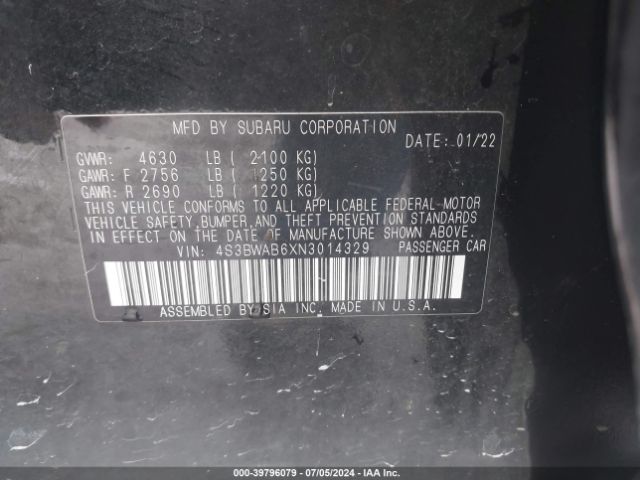 MFD BY SUBARU CORPORATION
DATE: 01/22
GVWR: 4630 LB ( 2100 KG)
GAWR: F 2756 LB ( 1250 KG)
GAWR: R 2690 LB ( 1220 KG)
THIS VEHICLE CONFORMS TO ALL APPLICABLE FEDERAL-MOTOR
VEHICLE SAFETY, BUMPER, AND THEFT PREVENTION STANDARDS
IN EFFECT ON THE DATE OF MANUFACTURE SHOWN ABOVE.
VIN: 4S3BWAB6XN3014329 PASSENGER CAR
ASSEMBLED BY SIA INC. MADE IN U.S.A.
000-39796079 - 07/05/2024 - IAA Inc.